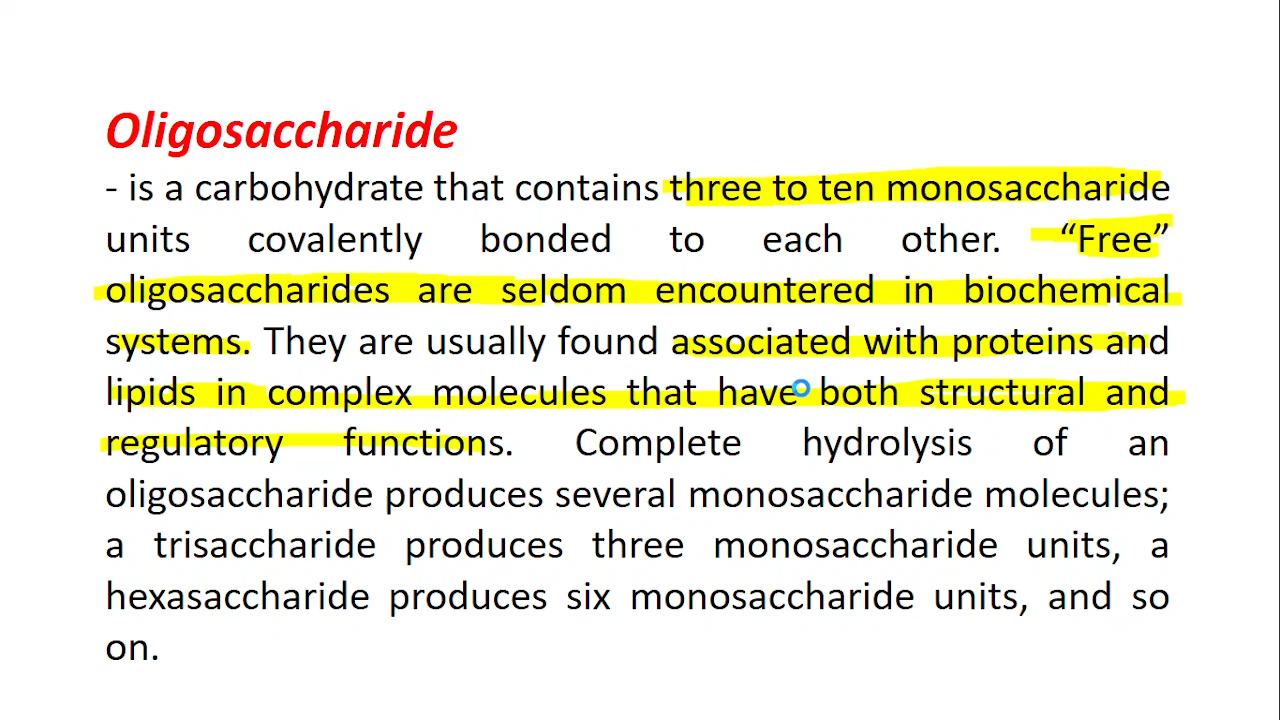 Oligosaccharide
- is a carbohydrate that contains three to ten monosaccharide
units covalently bonded to each other. “Free”
oligosaccharides are seldom encountered in biochemical
systems. They are usually found associated with proteins and
lipids in complex molecules that have both structural and
regulatory functions. Complete hydrolysis of an
oligosaccharide produces several monosaccharide molecules;
a trisaccharide produces three monosaccharide units, a
hexasaccharide produces six monosaccharide units, and so
on.